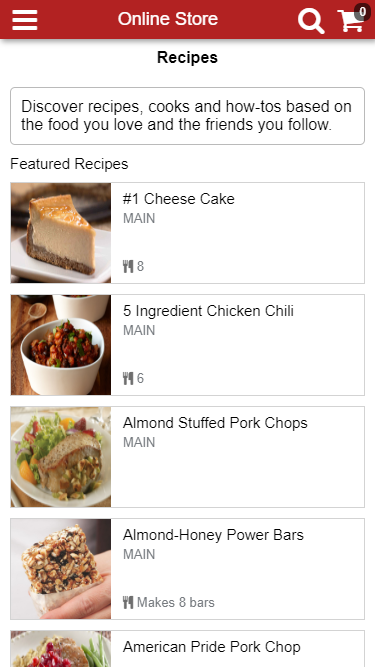 Online Store
0
Recipes
Discover recipes, cooks and how-tos based on
the food you love and the friends you follow.
Featured Recipes
#1 Cheese Cake
MAIN
8
5 Ingredient Chicken Chili
MAIN
6
Almond Stuffed Pork Chops
MAIN
Almond-Honey Power Bars
MAIN
Makes 8 bars
American Pride Pork Chop